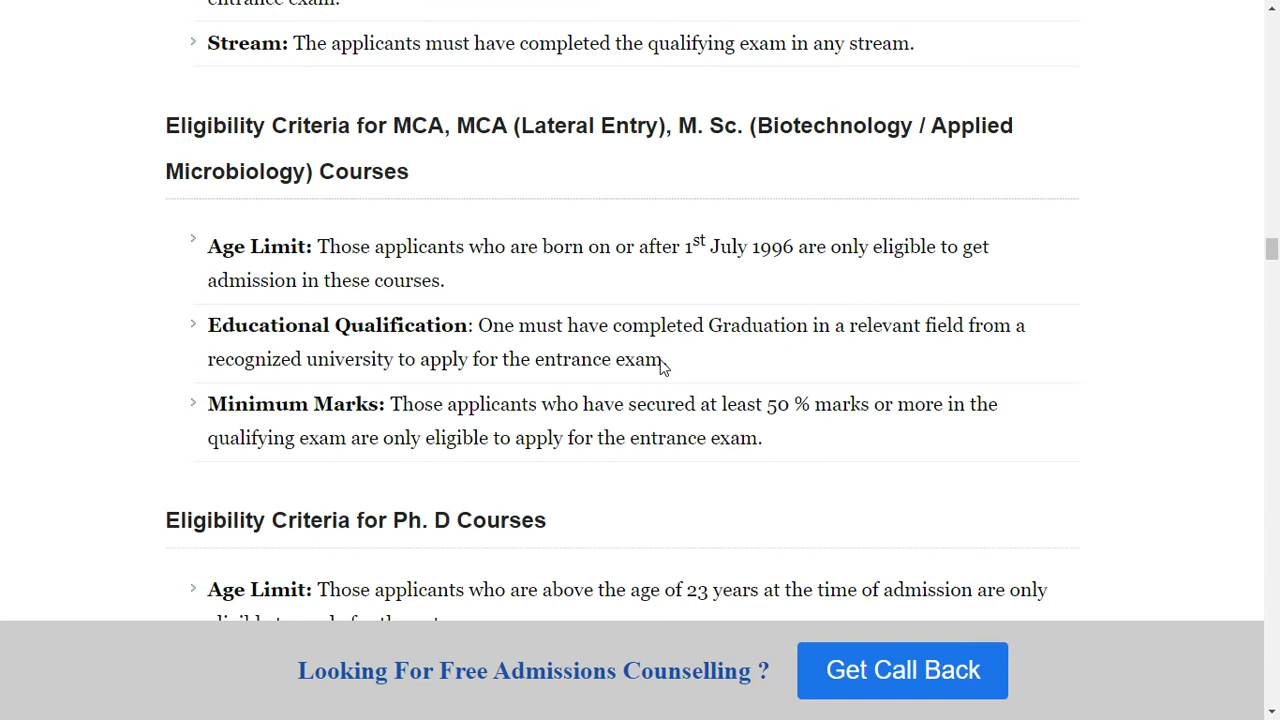 entrance exam.
Stream: The applicants must have completed the qualifying exam in any stream.
Eligibility Criteria for MCA, MCA (Lateral Entry), M. Sc. (Biotechnology / Applied
Microbiology) Courses
Age Limit: Those applicants who are born on or after 1st July 1996 are only eligible to get
admission in these courses.
Educational Qualification: One must have completed Graduation in a relevant field from a
recognized university to apply for the entrance exam.
Minimum Marks: Those applicants who have secured at least 50 % marks or more in the
qualifying exam are only eligible to apply for the entrance exam.
Eligibility Criteria for Ph. D Courses
Age Limit: Those applicants who are above the age of 23 years at the time of admission are only
Looking For Free Admissions Counselling ?
Get Call Back